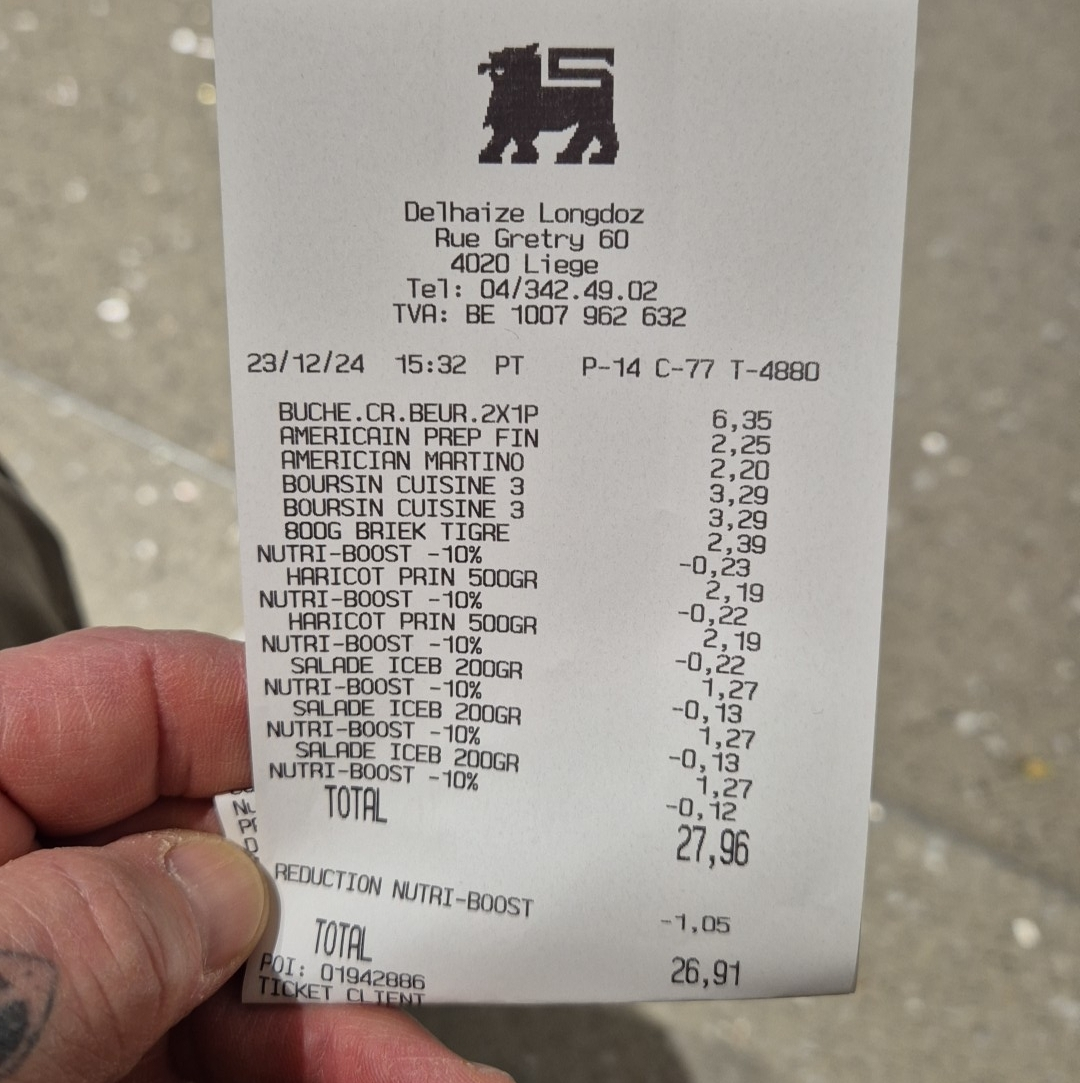 Delhaize Longdoz
Rue Gretry 60
4020 Liege
Tel: 04/342.49.02
TVA: BE 1007 962 632
23/12/24 15:32 PT P-14 C-77 T-4880
BUCHE.CR.BEUR.2X1P 6,35
AMERICAIN PREP FIN 2,25
AMERICIAN MARTINO 2,20
BOURSIN CUISINE 3 3,29
BOURSIN CUISINE 3 3,29
800G BRIEK TIGRE 2,39
NUTRI-BOOST -10% -0,23
HARICOT PRIN 500GR 2,19
NUTRI-BOOST -10% -0,22
HARICOT PRIN 500GR 2,19
NUTRI-BOOST -10% -0,22
SALADE ICEB 200GR 1,27
NUTRI-BOOST -10% -0,13
SALADE ICEB 200GR 1,27
NUTRI-BOOST -10% -0,13
SALADE ICEB 200GR 1,27
NUTRI-BOOST -10% -0,12
TOTAL 27,96
REDUCTION NUTRI-BOOST -1,05
TOTAL 26,91
POI: 01942886
TICKET CLIENT